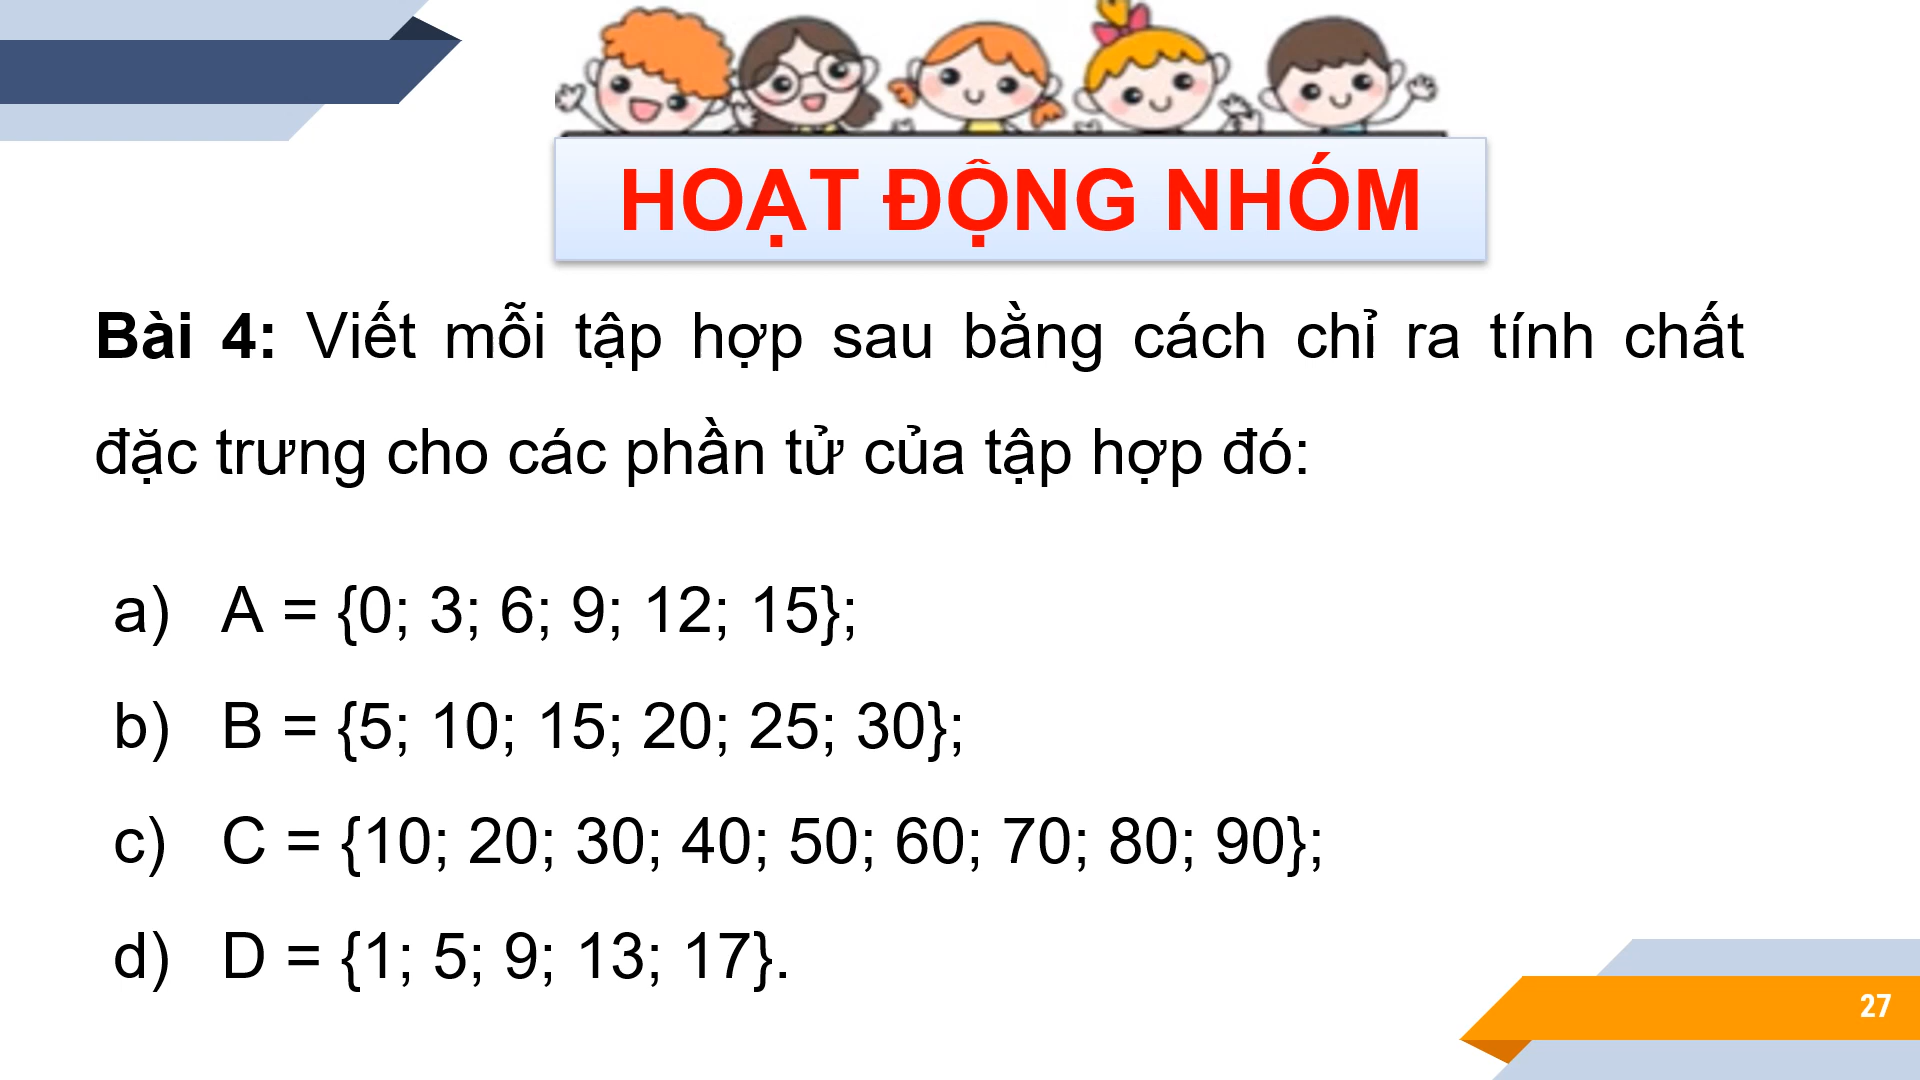 HOẠT ĐỘNG NHÓM
Bài 4: Viết mỗi tập hợp sau bằng cách chỉ ra tính chất
đặc trưng cho các phần tử của tập hợp đó:
a) A = {0; 3; 6; 9; 12; 15};
b) B = {5; 10; 15; 20; 25; 30};
c) C = {10; 20; 30; 40; 50; 60; 70; 80; 90};
d) D = {1; 5; 9; 13; 17}.
27